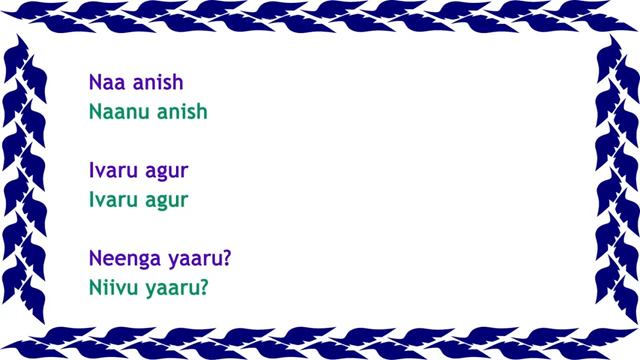 Naa anish
Naanu anish
Ivaru agur
Ivaru agur
Neenga yaaru?
Niivu yaaru?